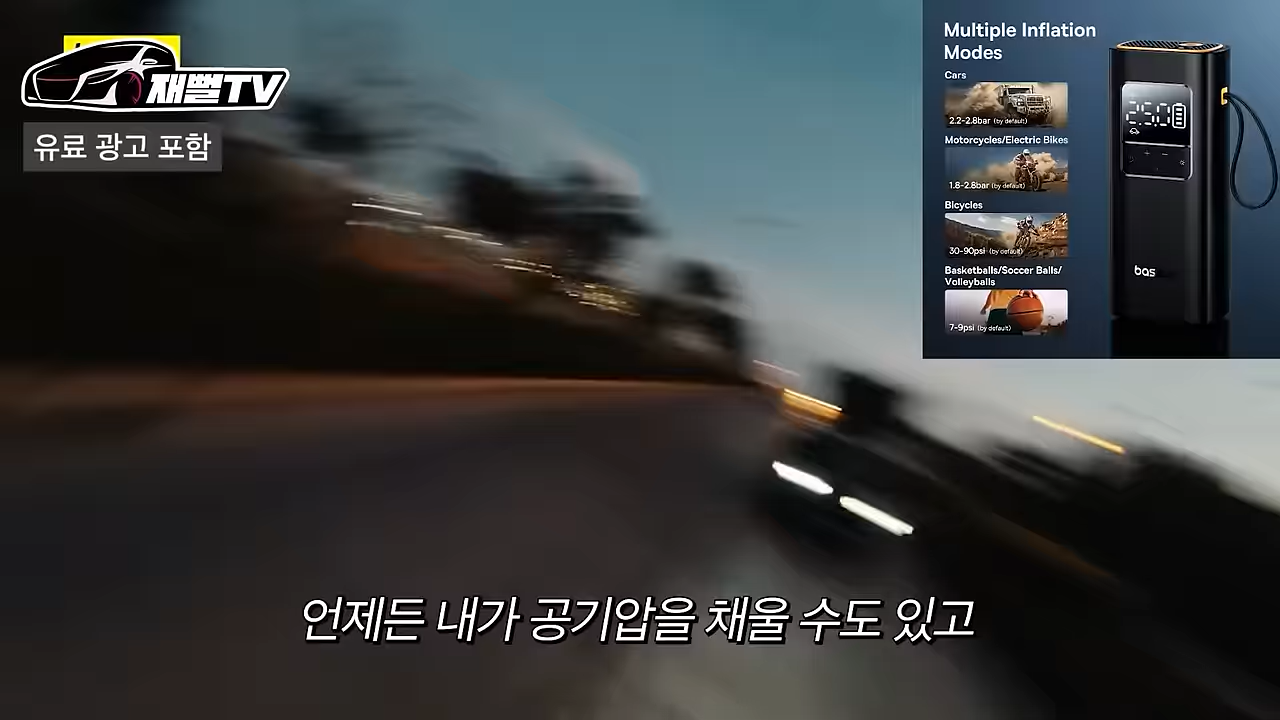 재뻘TV
유료 광고 포함
Multiple Inflation
Modes
Cars
2.2-2.8bar (by default)
Motorcycles/Electric Bikes
1.8-2.8bar (by default)
Bicycles
30-90psi (by default)
Basketballs/Soccer Balls/
Volleyballs
7-9psi (by default)
2.5.0
bas
언제든 내가 공기압을 채울 수도 있고